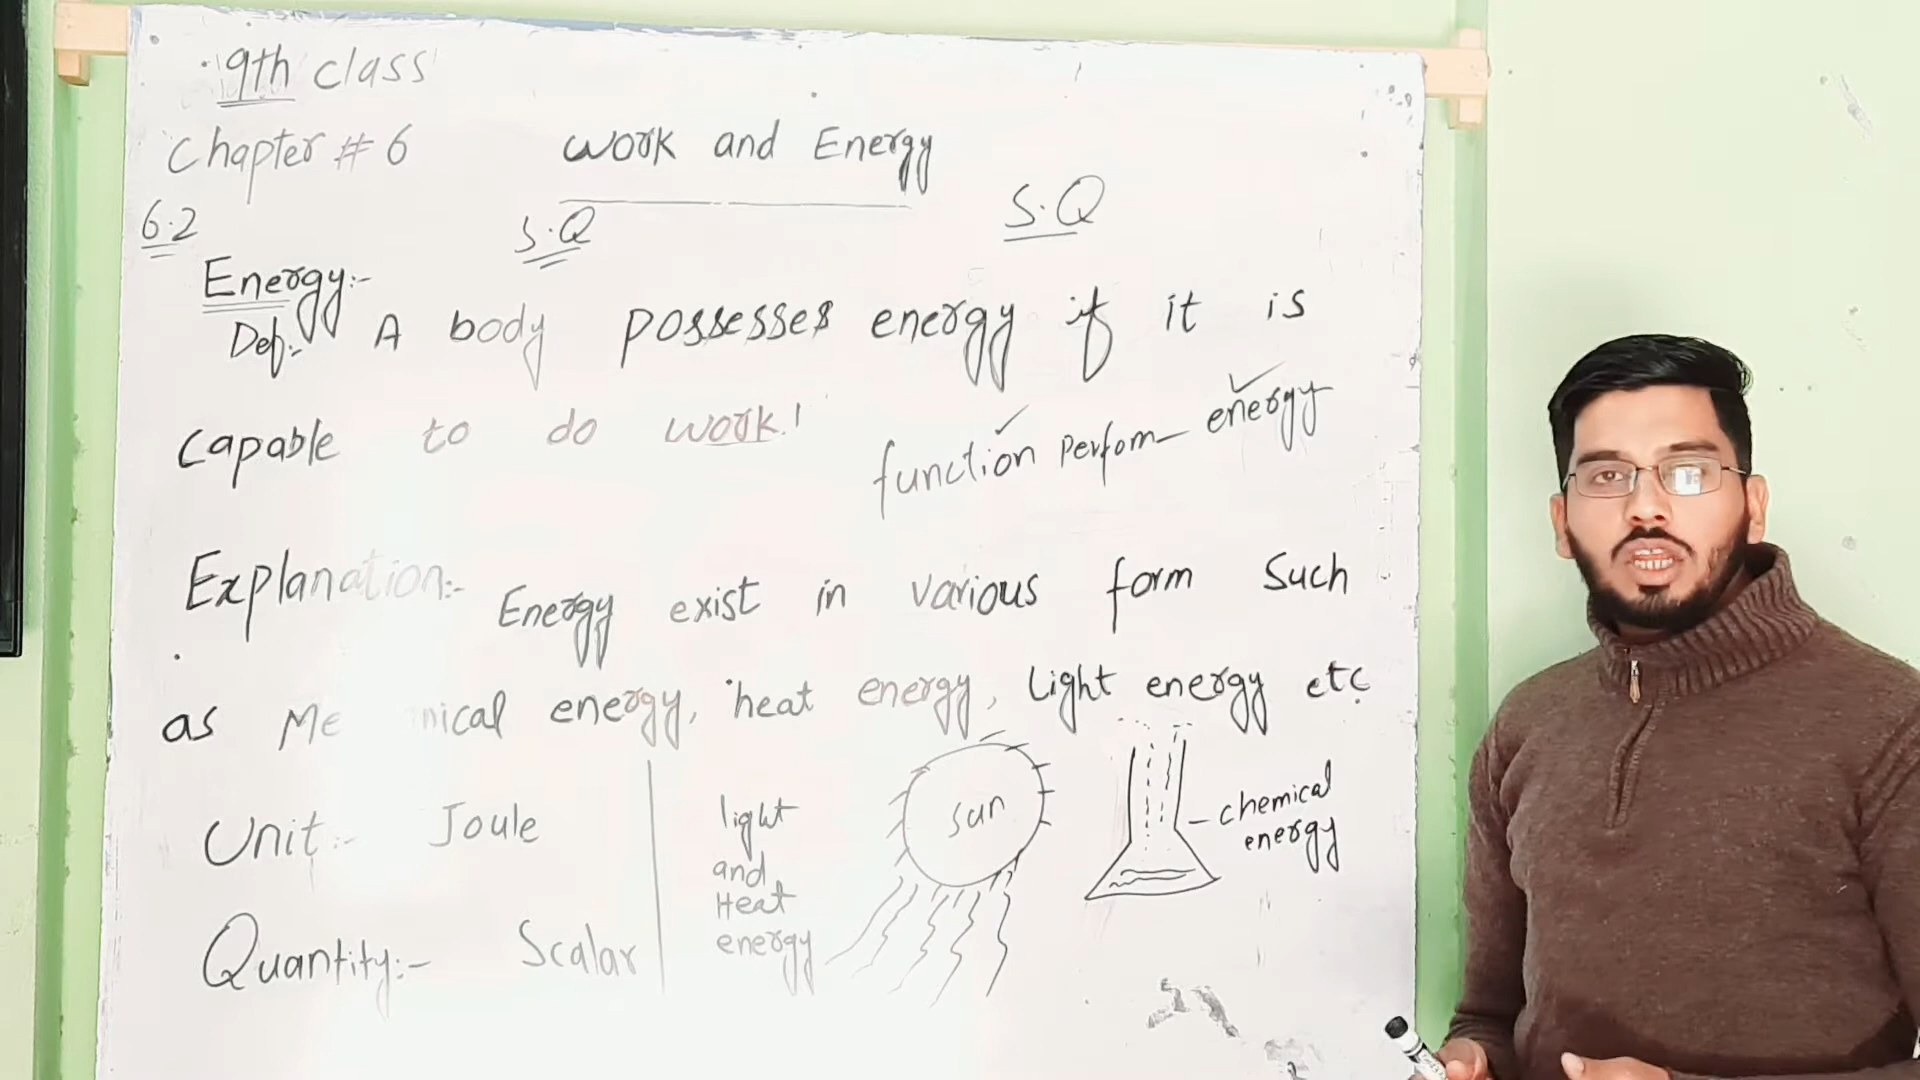 9th class
Chapter # 6
work and Energy
6.2
S.Q
S.Q
Energy:-
Def:- A body possesses energy if it is
capable to do work.
function perfom energy
Explanation:- Energy exist in various form such
as energy, heat energy, light energy etc
Unit:- Joule
Quantity:- Scalar
light
and
Heat
energy
sun
chemical
energy